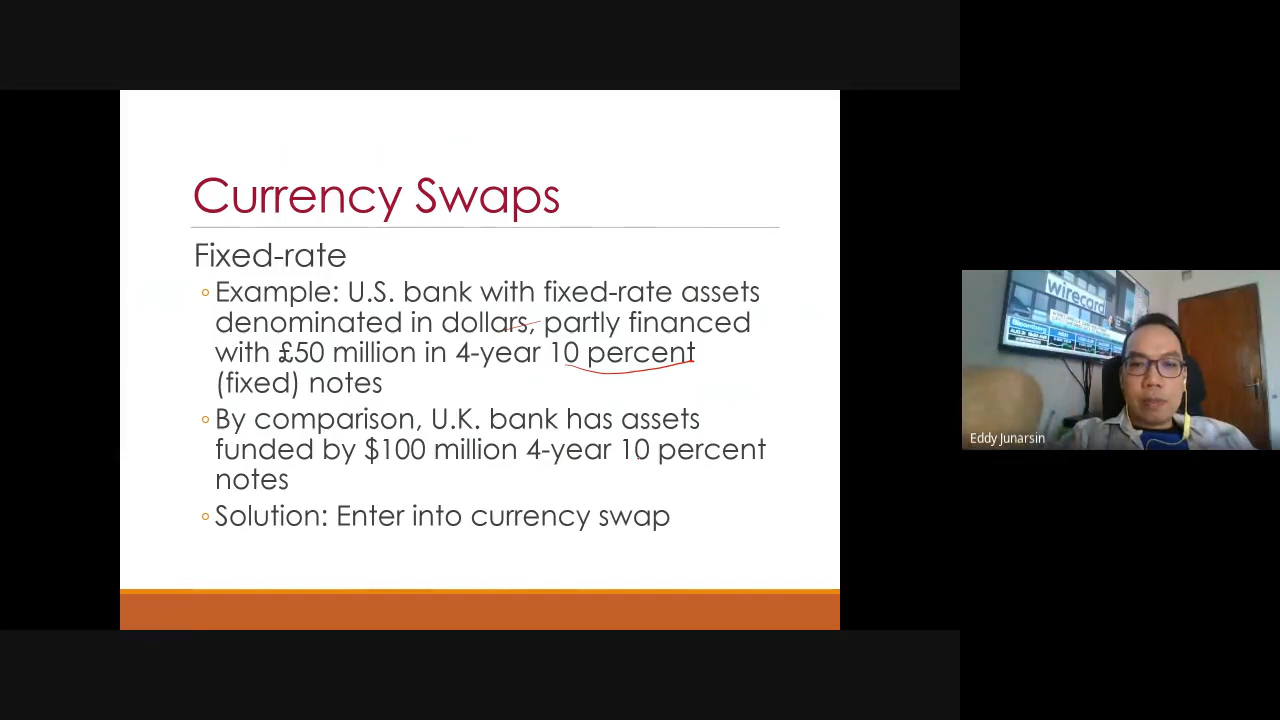 Currency Swaps
Fixed-rate
◦Example: U.S. bank with fixed-rate assets
denominated in dollars, partly financed
with £50 million in 4-year 10 percent
(fixed) notes
◦By comparison, U.K. bank has assets
funded by $100 million 4-year 10 percent
notes
◦Solution: Enter into currency swap
wirecard
Bloomberg
Eddy Junarsin